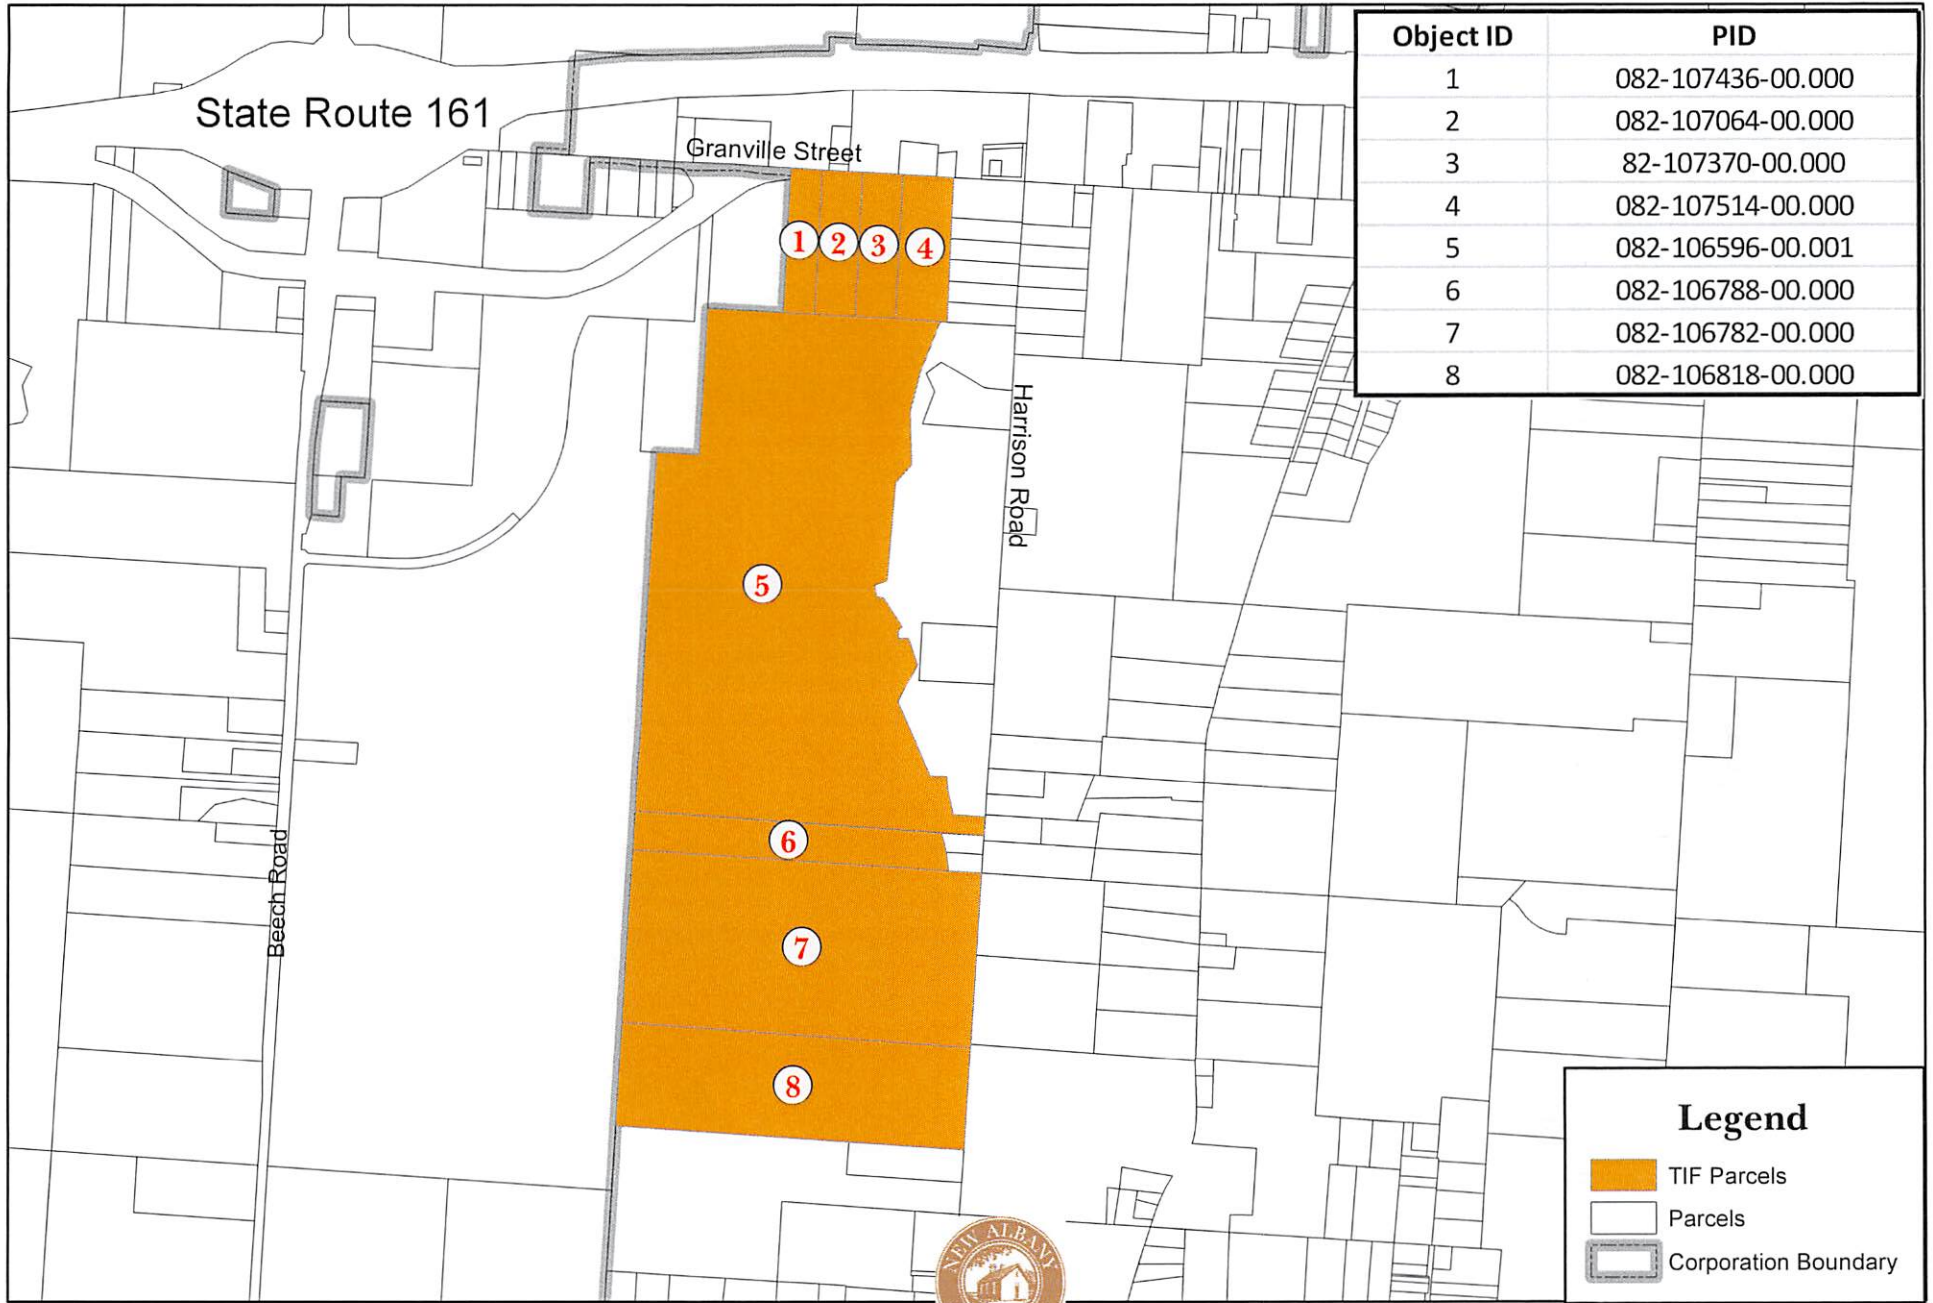 Object ID PID
1 082-107436-00.000
2 082-107064-00.000
3 82-107370-00.000
4 082-107514-00.000
5 082-106596-00.001
6 082-106788-00.000
7 082-106782-00.000
8 082-106818-00.000
State Route 161
Granville Street
1 2 3 4
Harrison Road
5
6
Beech Road
7
8
Legend
TIF Parcels
Parcels
Corporation Boundary
NEW ALBANY